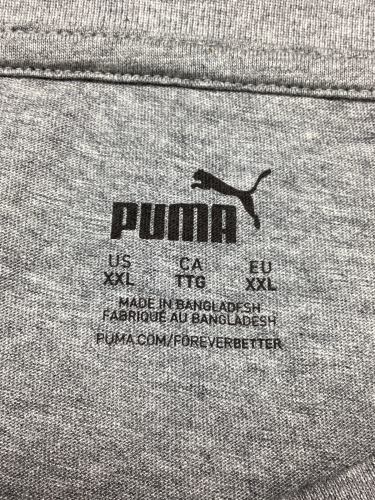 PUMA
US CA EU
XXL TTG XXL
MADE IN BANGLADESH
FABRIQUÉ AU BANGLADESH
PUMA.COM/FOREVERBETTER